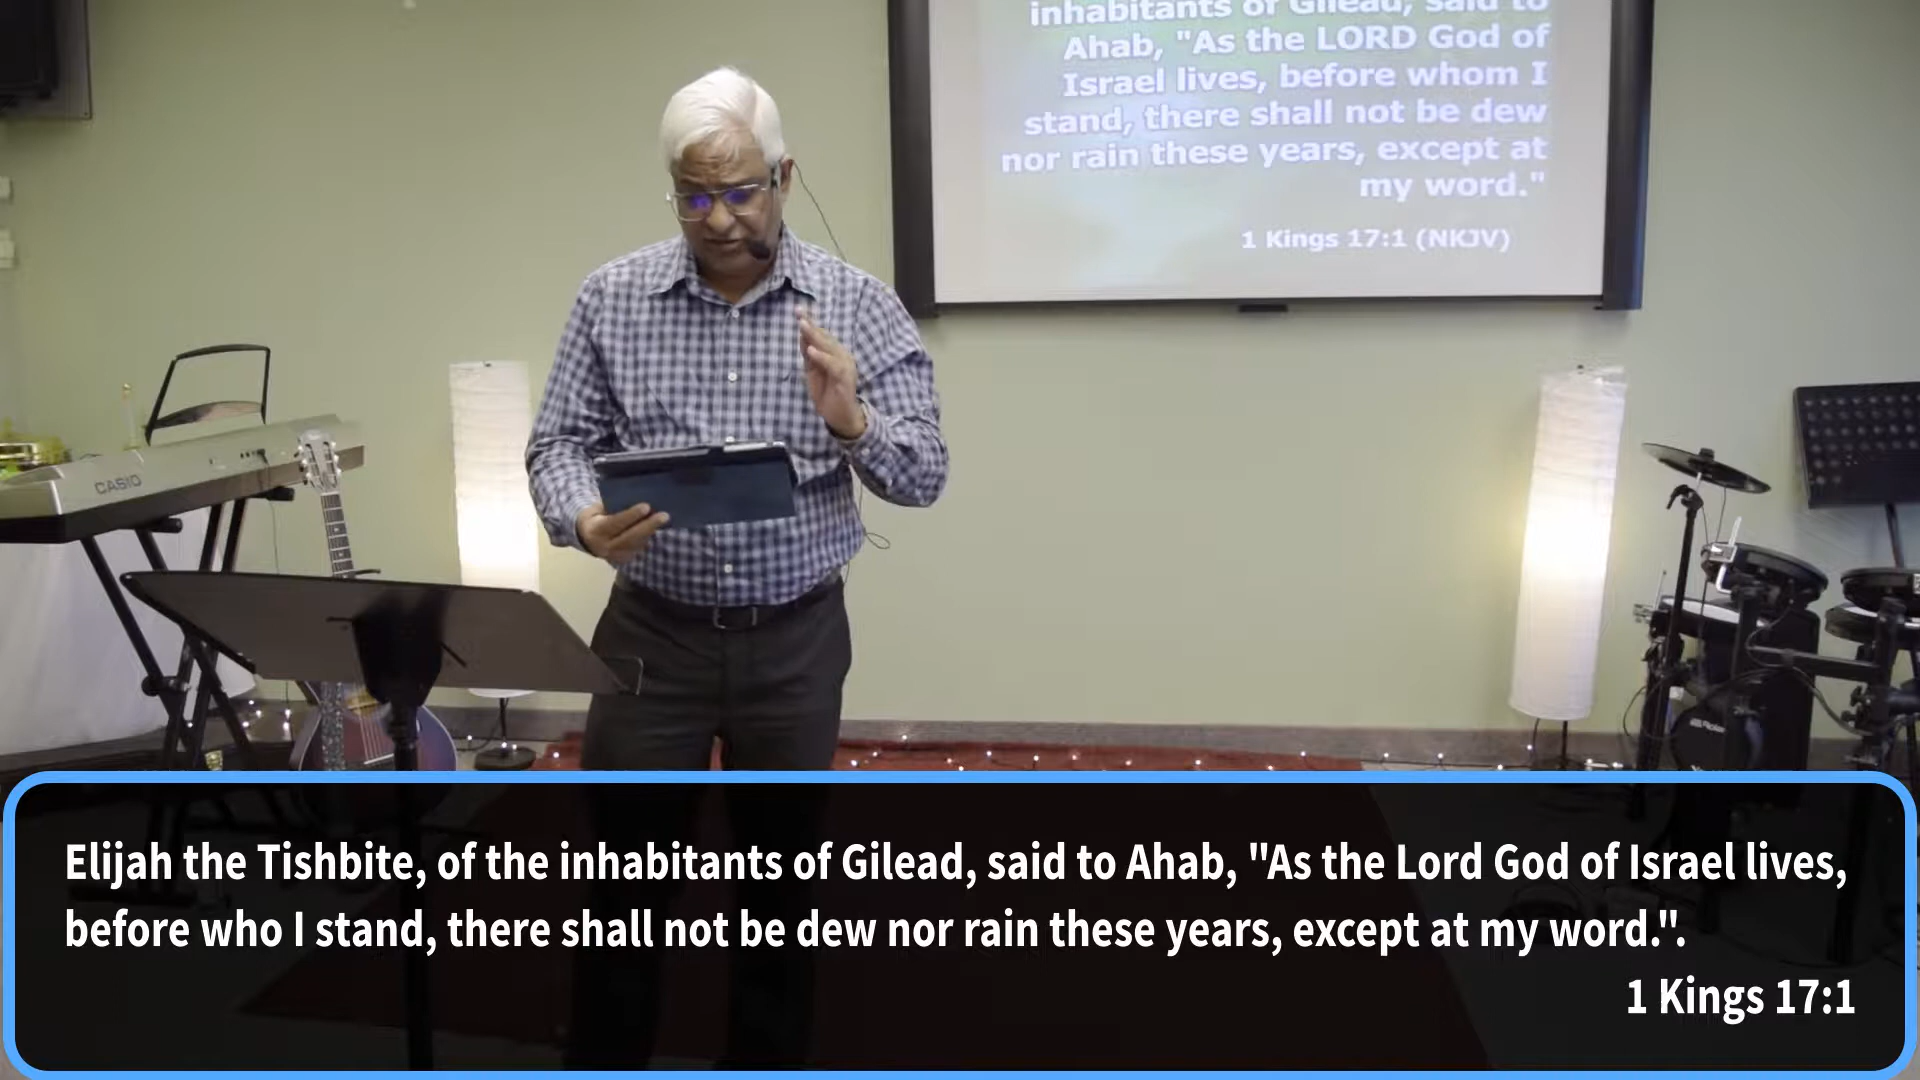 inhabitants of Gilead, said to
Ahab, "As the LORD God of
Israel lives, before whom I
stand, there shall not be dew
nor rain these years, except at
my word."
1 Kings 17:1 (NKJV)
CASIO
Elijah the Tishbite, of the inhabitants of Gilead, said to Ahab, "As the Lord God of Israel lives,
before who I stand, there shall not be dew nor rain these years, except at my word.".
1 Kings 17:1